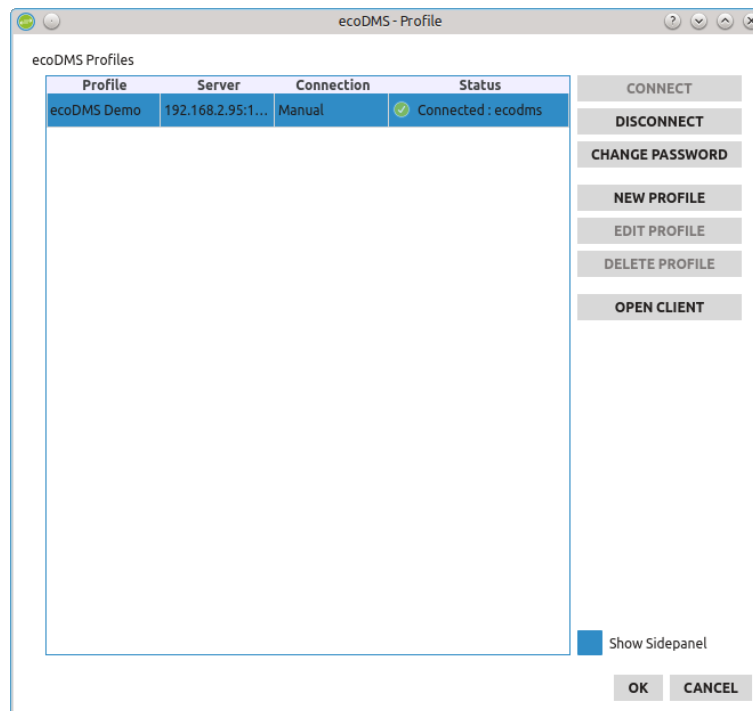 ecoDMS - Profile
ecoDMS Profiles
Profile Server Connection Status
ecoDMS Demo 192.168.2.95:1... Manual Connected : ecodms
CONNECT
DISCONNECT
CHANGE PASSWORD
NEW PROFILE
EDIT PROFILE
DELETE PROFILE
OPEN CLIENT
Show Sidepanel
OK CANCEL